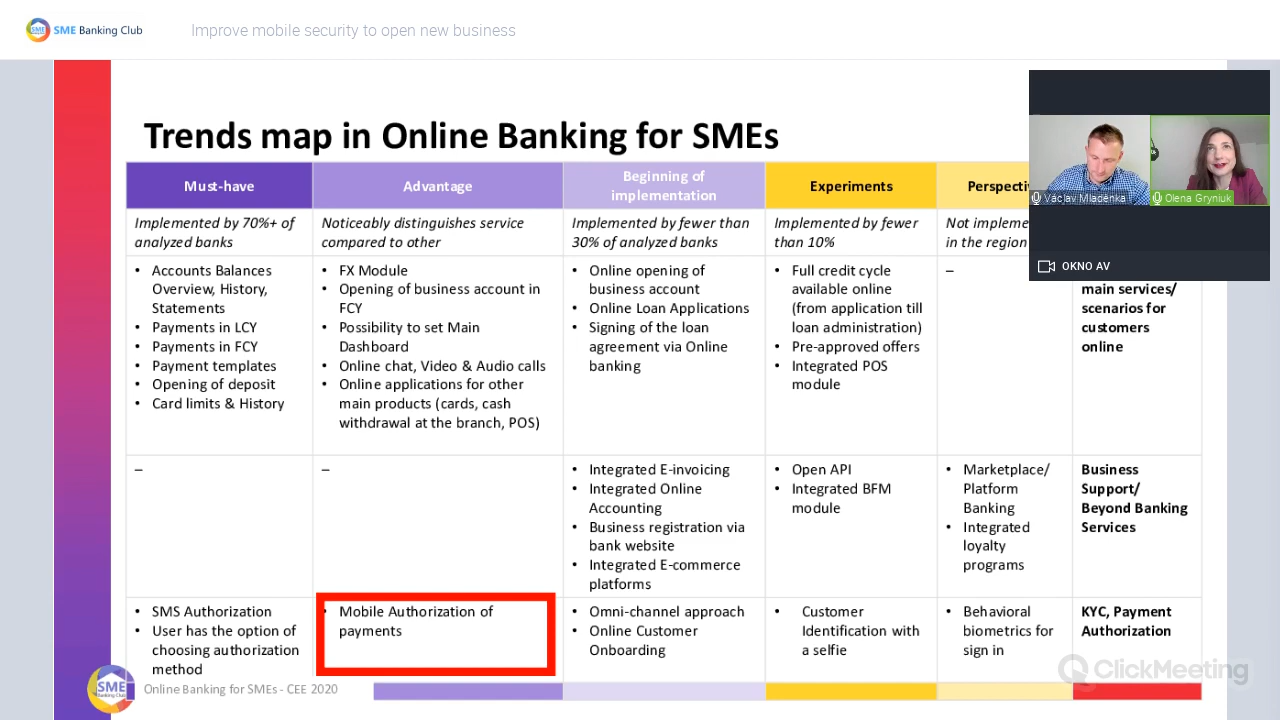 SME
SME Banking Club
Improve mobile security to open new business
Trends map in Online Banking for SMEs
Must-have
Advantage
Beginning of
implementation
Experiments
Implemented by 70%+ of
analyzed banks
Noticeably distinguishes service
compared to other
Implemented by fewer than
30% of analyzed banks
Implemented by fewer
than 10%
in the region
Václav Mladěnka
Olena Gryniuk
OKNO AV
• Accounts Balances
Overview, History,
Statements
• Payments in LCY
• Payments in FCY
• Payment templates
• Opening of deposit
• Card limits & History
• FX Module
• Opening of business account in
FCY
• Possibility to set Main
Dashboard
• Online chat, Video & Audio calls
• Online applications for other
main products (cards, cash
withdrawal at the branch, POS)
• Online opening of
business account
• Online Loan Applications
• Signing of the loan
agreement via Online
banking
• Full credit cycle
available online
(from application till
loan administration)
• Pre-approved offers
• Integrated POS
module
–
main services/
scenarios for
customers
online
–
–
• Integrated E-invoicing
• Integrated Online
Accounting
• Business registration via
bank website
• Integrated E-commerce
platforms
• Open API
• Integrated BFM
module
• Marketplace/
Platform
Banking
• Integrated
loyalty
programs
Business
Support/
Beyond Banking
Services
• SMS Authorization
• User has the option of
choosing authorization
method
• Mobile Authorization of
payments
• Omni-channel approach
• Online Customer
Onboarding
• Customer
Identification with
a selfie
• Behavioral
biometrics for
sign in
KYC, Payment
Authorization
SME
Banking Club
Online Banking for SMEs - CEE 2020
ClickMeeting